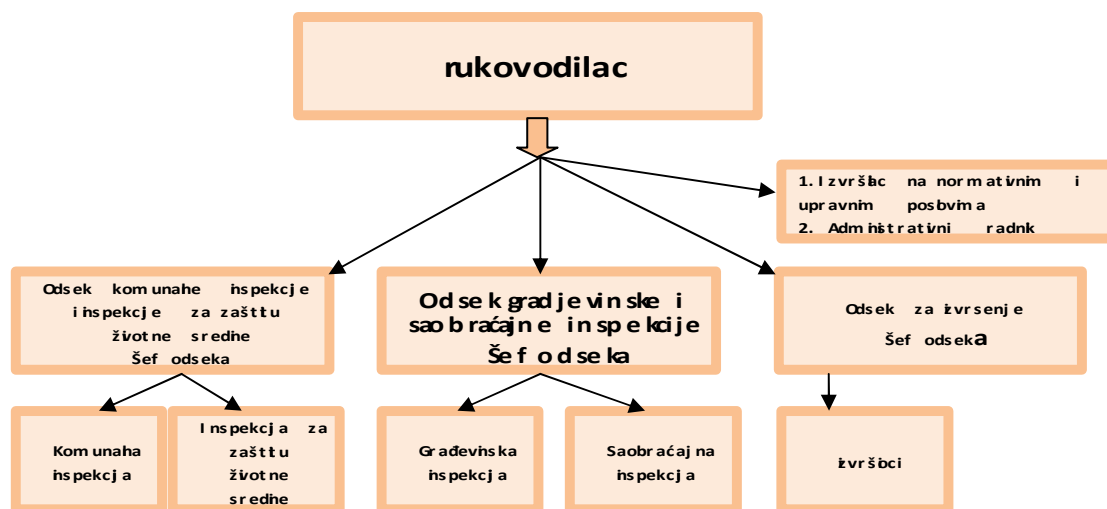 rukovodilac
1. Izvršilac na normativnim i
upravnim poslovima
2. Administrativni radnik
Odsek komunalne inspekcije
i inspekcije za zaštitu
životne sredine
Šef odseka
Odsek gradjevinske i
saobraćajne inspekcije
Šef odseka
Odsek za izvrsenje
Šef odseka
Komunalna
inspekcija
Inspekcija za
zaštitu
životne
sredine
Građevinska
inspekcija
Saobraćajna
inspekcija
izvršioci